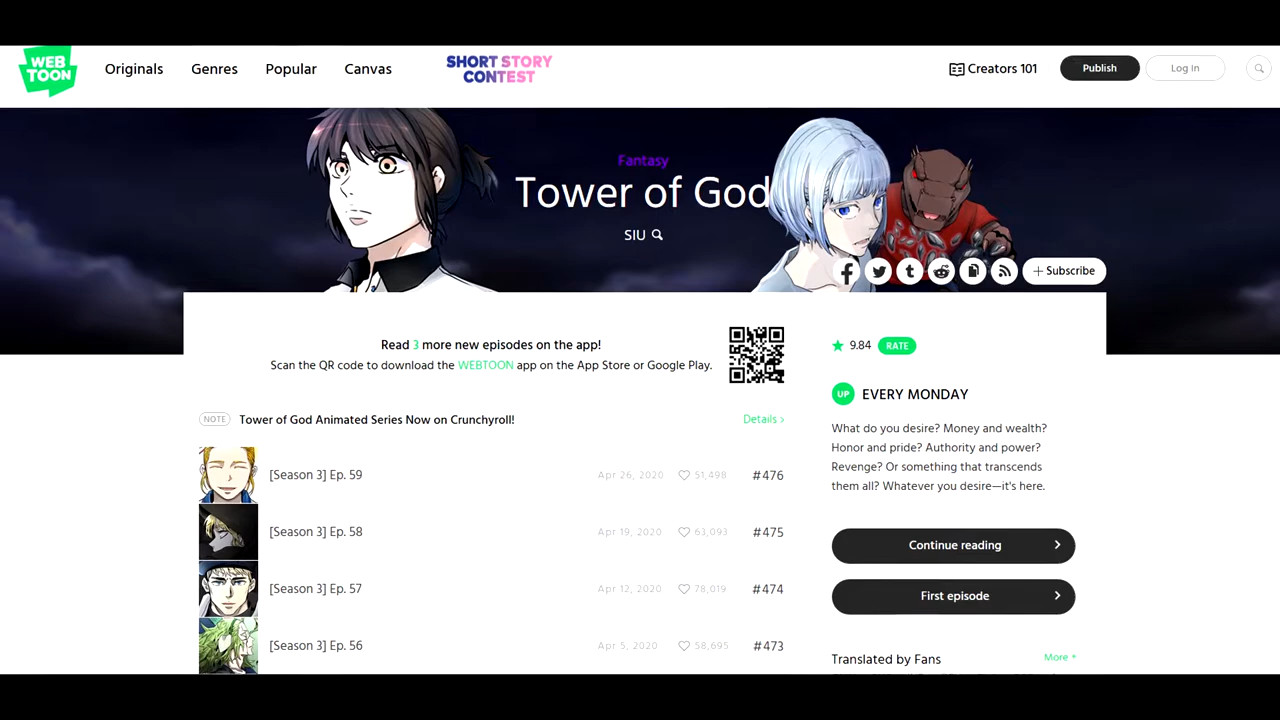 WEB
TOON
Originals
Genres
Popular
Canvas
SHORT STORY
CONTEST
Creators 101
Publish
Log In
Fantasy
Tower of God
SIU
+ Subscribe
Read 3 more new episodes on the app!
Scan the QR code to download the WEBTOON app on the App Store or Google Play.
NOTE Tower of God Animated Series Now on Crunchyroll! Details >
[Season 3] Ep. 59 Apr 26, 2020 51,498 #476
[Season 3] Ep. 58 Apr 19, 2020 63,093 #475
[Season 3] Ep. 57 Apr 12, 2020 78,019 #474
[Season 3] Ep. 56 Apr 5, 2020 58,695 #473
9.84 RATE
UP EVERY MONDAY
What do you desire? Money and wealth?
Honor and pride? Authority and power?
Revenge? Or something that transcends
them all? Whatever you desire—it's here.
Continue reading >
First episode >
Translated by Fans More +